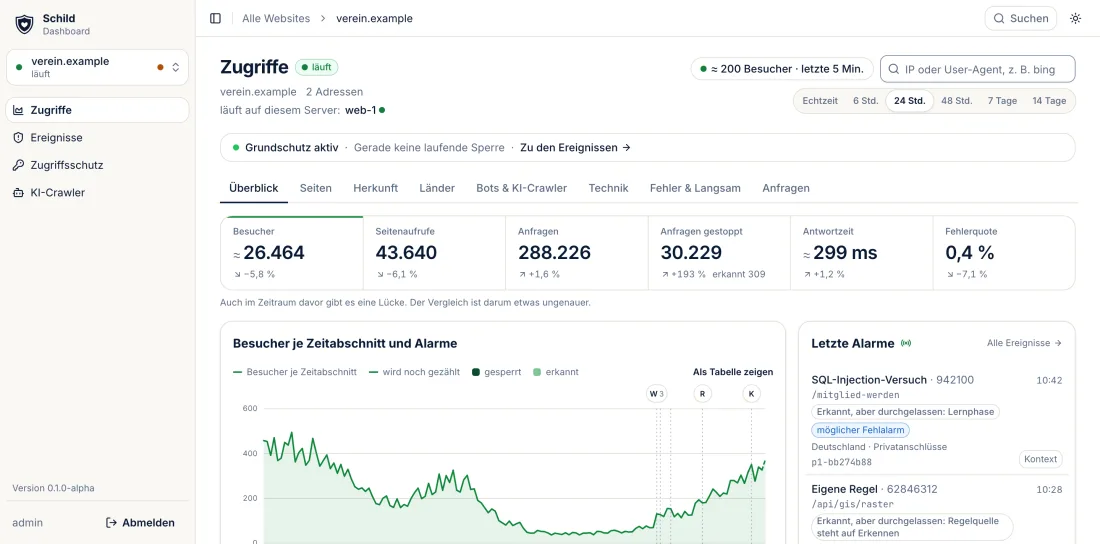 Schild
Dashboard
verein.example
läuft
Zugriffe
Ereignisse
Zugriffsschutz
KI-Crawler
Version 0.1.0-alpha
admin
Abmelden
Alle Websites > verein.example
Suchen
Zugriffe
läuft
verein.example 2 Adressen
läuft auf diesem Server: web-1
≈ 200 Besucher · letzte 5 Min.
IP oder User-Agent, z. B. bing
Echtzeit 6 Std. 24 Std. 48 Std. 7 Tage 14 Tage
Grundschutz aktiv · Gerade keine laufende Sperre · Zu den Ereignissen →
Überblick Seiten Herkunft Länder Bots & KI-Crawler Technik Fehler & Langsam Anfragen
Besucher
≈ 26.464
↘ −5,8 %
Seitenaufrufe
43.640
↘ −6,1 %
Anfragen
288.226
↗ +1,6 %
Anfragen gestoppt
30.229
↗ +193 % erkannt 309
Antwortzeit
≈ 299 ms
↗ +1,2 %
Fehlerquote
0,4 %
↘ −7,1 %
Auch im Zeitraum davor gibt es eine Lücke. Der Vergleich ist darum etwas ungenauer.
Besucher je Zeitabschnitt und Alarme
Besucher je Zeitabschnitt wird noch gezählt gesperrt erkannt
Als Tabelle zeigen
W 3 R K
600
400
200
0
Letzte Alarme
Alle Ereignisse →
SQL-Injection-Versuch · 942100 10:42
/mitglied-werden
Erkannt, aber durchgelassen: Lernphase
möglicher Fehlalarm
Deutschland · Privatanschlüsse
p1-bb274b88
Kontext
Eigene Regel · 62846312 10:28
/api/gis/raster
Erkannt, aber durchgelassen: Regelquelle
steht auf Erkennen